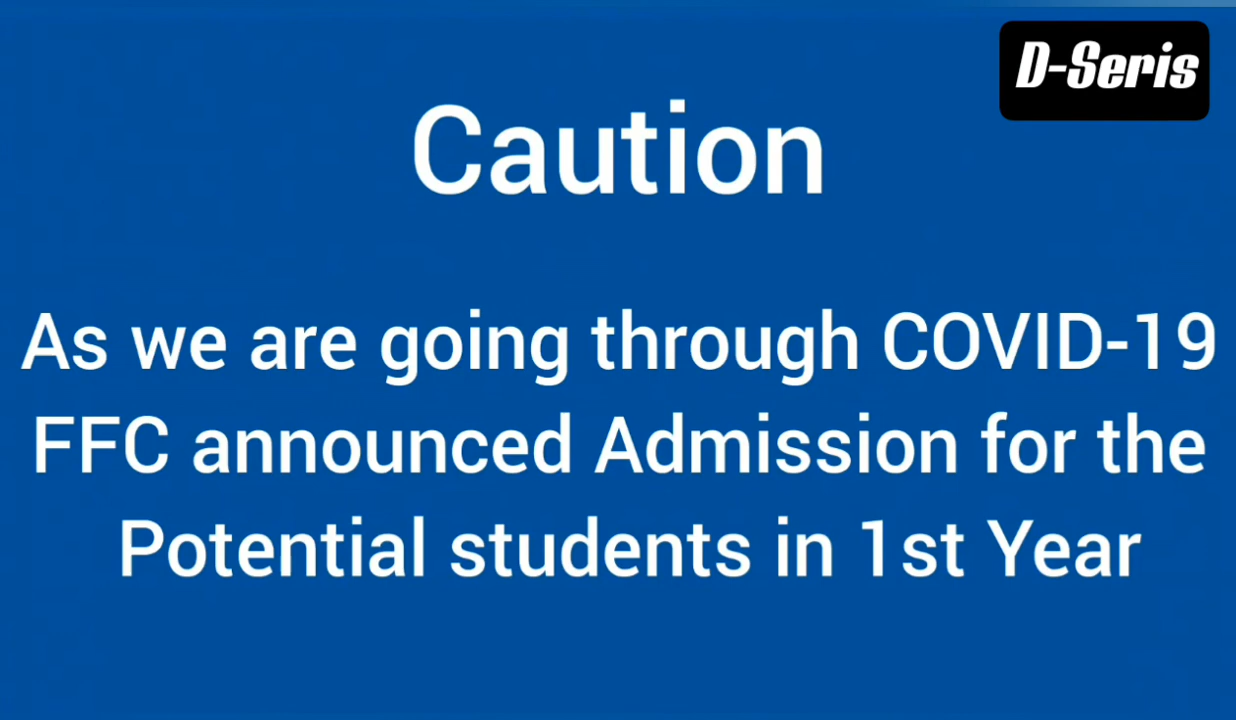 D-Seris
Caution
As we are going through COVID-19
FFC announced Admission for the
Potential students in 1st Year